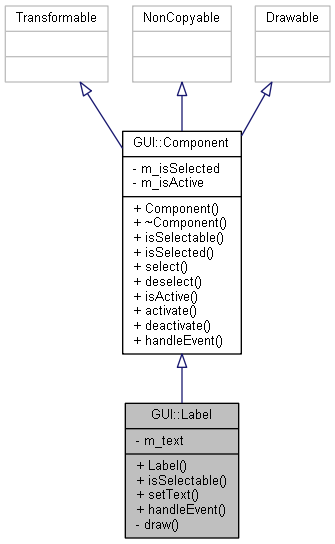 Transformable
NonCopyable
Drawable
GUI::Component
- m_isSelected
- m_isActive
+ Component()
+ ~Component()
+ isSelectable()
+ isSelected()
+ select()
+ deselect()
+ isActive()
+ activate()
+ deactivate()
+ handleEvent()
GUI::Label
- m_text
+ Label()
+ isSelectable()
+ setText()
+ handleEvent()
- draw()